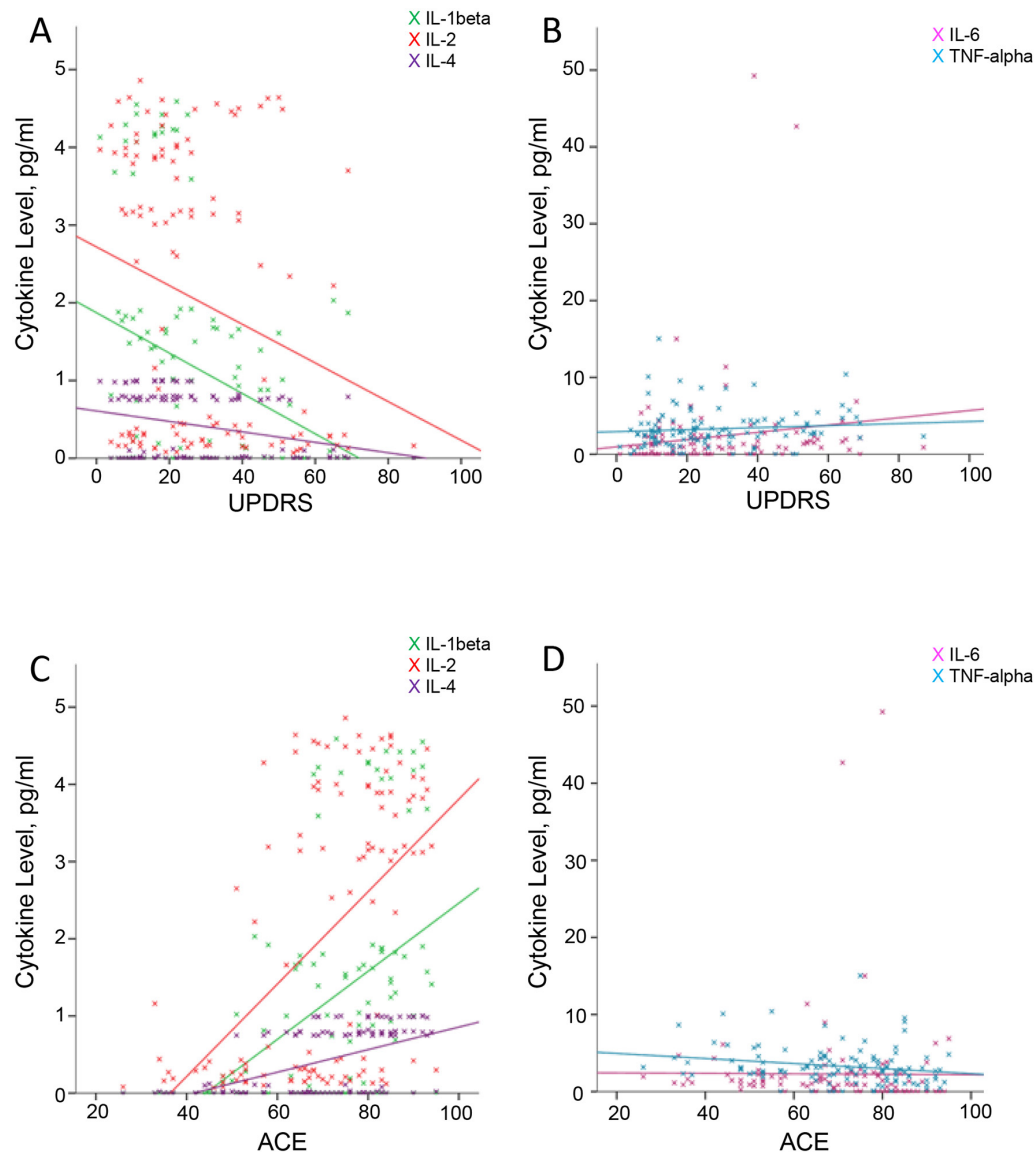 A
X IL-1beta
X IL-2
X IL-4
Cytokine Level, pg/ml
5
4
3
2
1
0
0 20 40 60 80 100
UPDRS
B
X IL-6
X TNF-alpha
Cytokine Level, pg/ml
50
40
30
20
10
0
0 20 40 60 80 100
UPDRS
C
X IL-1beta
X IL-2
X IL-4
Cytokine Level, pg/ml
5
4
3
2
1
0
20 40 60 80 100
ACE
D
X IL-6
X TNF-alpha
Cytokine Level, pg/ml
50
40
30
20
10
0
20 40 60 80 100
ACE